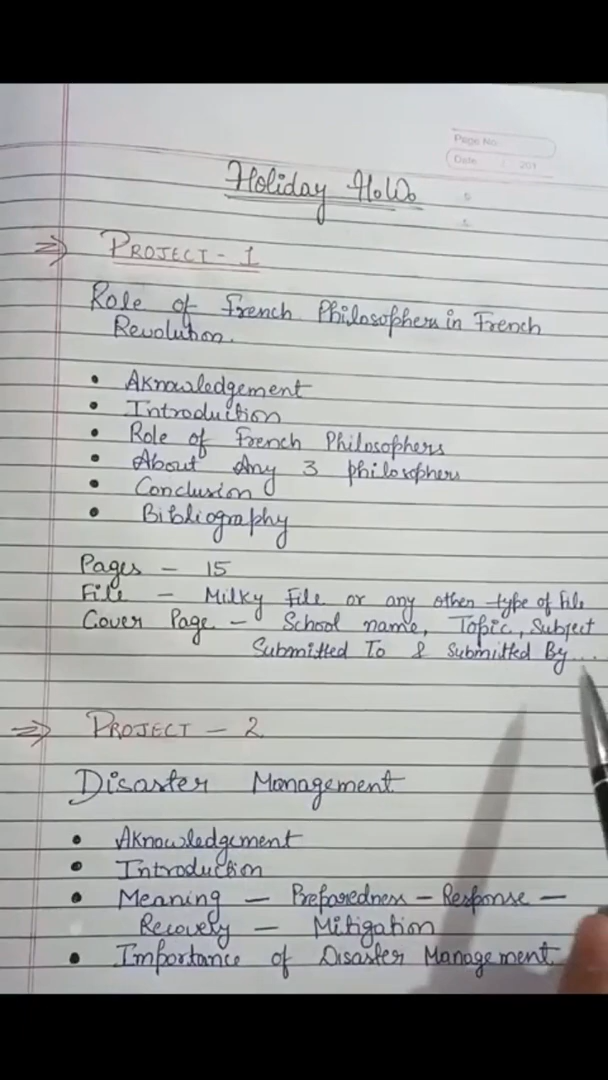 Page No.
Date : 201
Holiday H.W.
⇒ PROJECT - 1
Role of French Philosophers in French
Revolution.
• Aknowledgement
• Introduction
• Role of French Philosophers
• About Any 3 philosophers
• Conclusion
• Bibliography
Pages - 15
File - Milky File or any other type of File
Cover Page - School name, Topic, Subject
Submitted To & Submitted By...
⇒ PROJECT - 2
Disaster Management
• Aknowledgement
• Introduction
• Meaning - Preparedness - Response -
Recovery - Mitigation
• Importance of Disaster Management